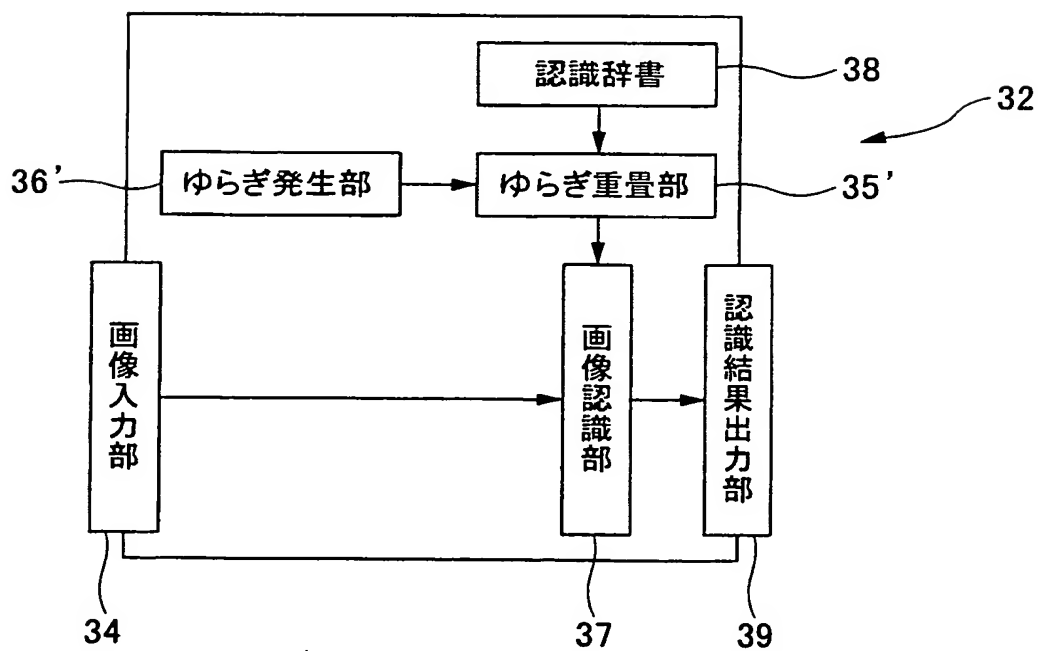 認識辞書
38
32
36’
ゆらぎ発生部
ゆらぎ重畳部
35’
画像入力部
画像認識部
認識結果出力部
34
37
39